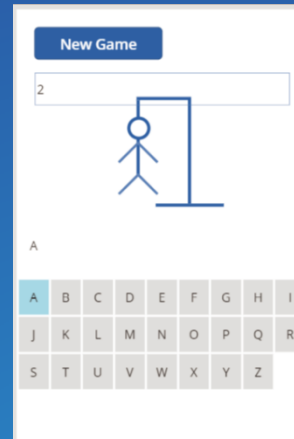 New Game
2
A
A B C D E F G H I
J K L M N O P Q R
S T U V W X Y Z